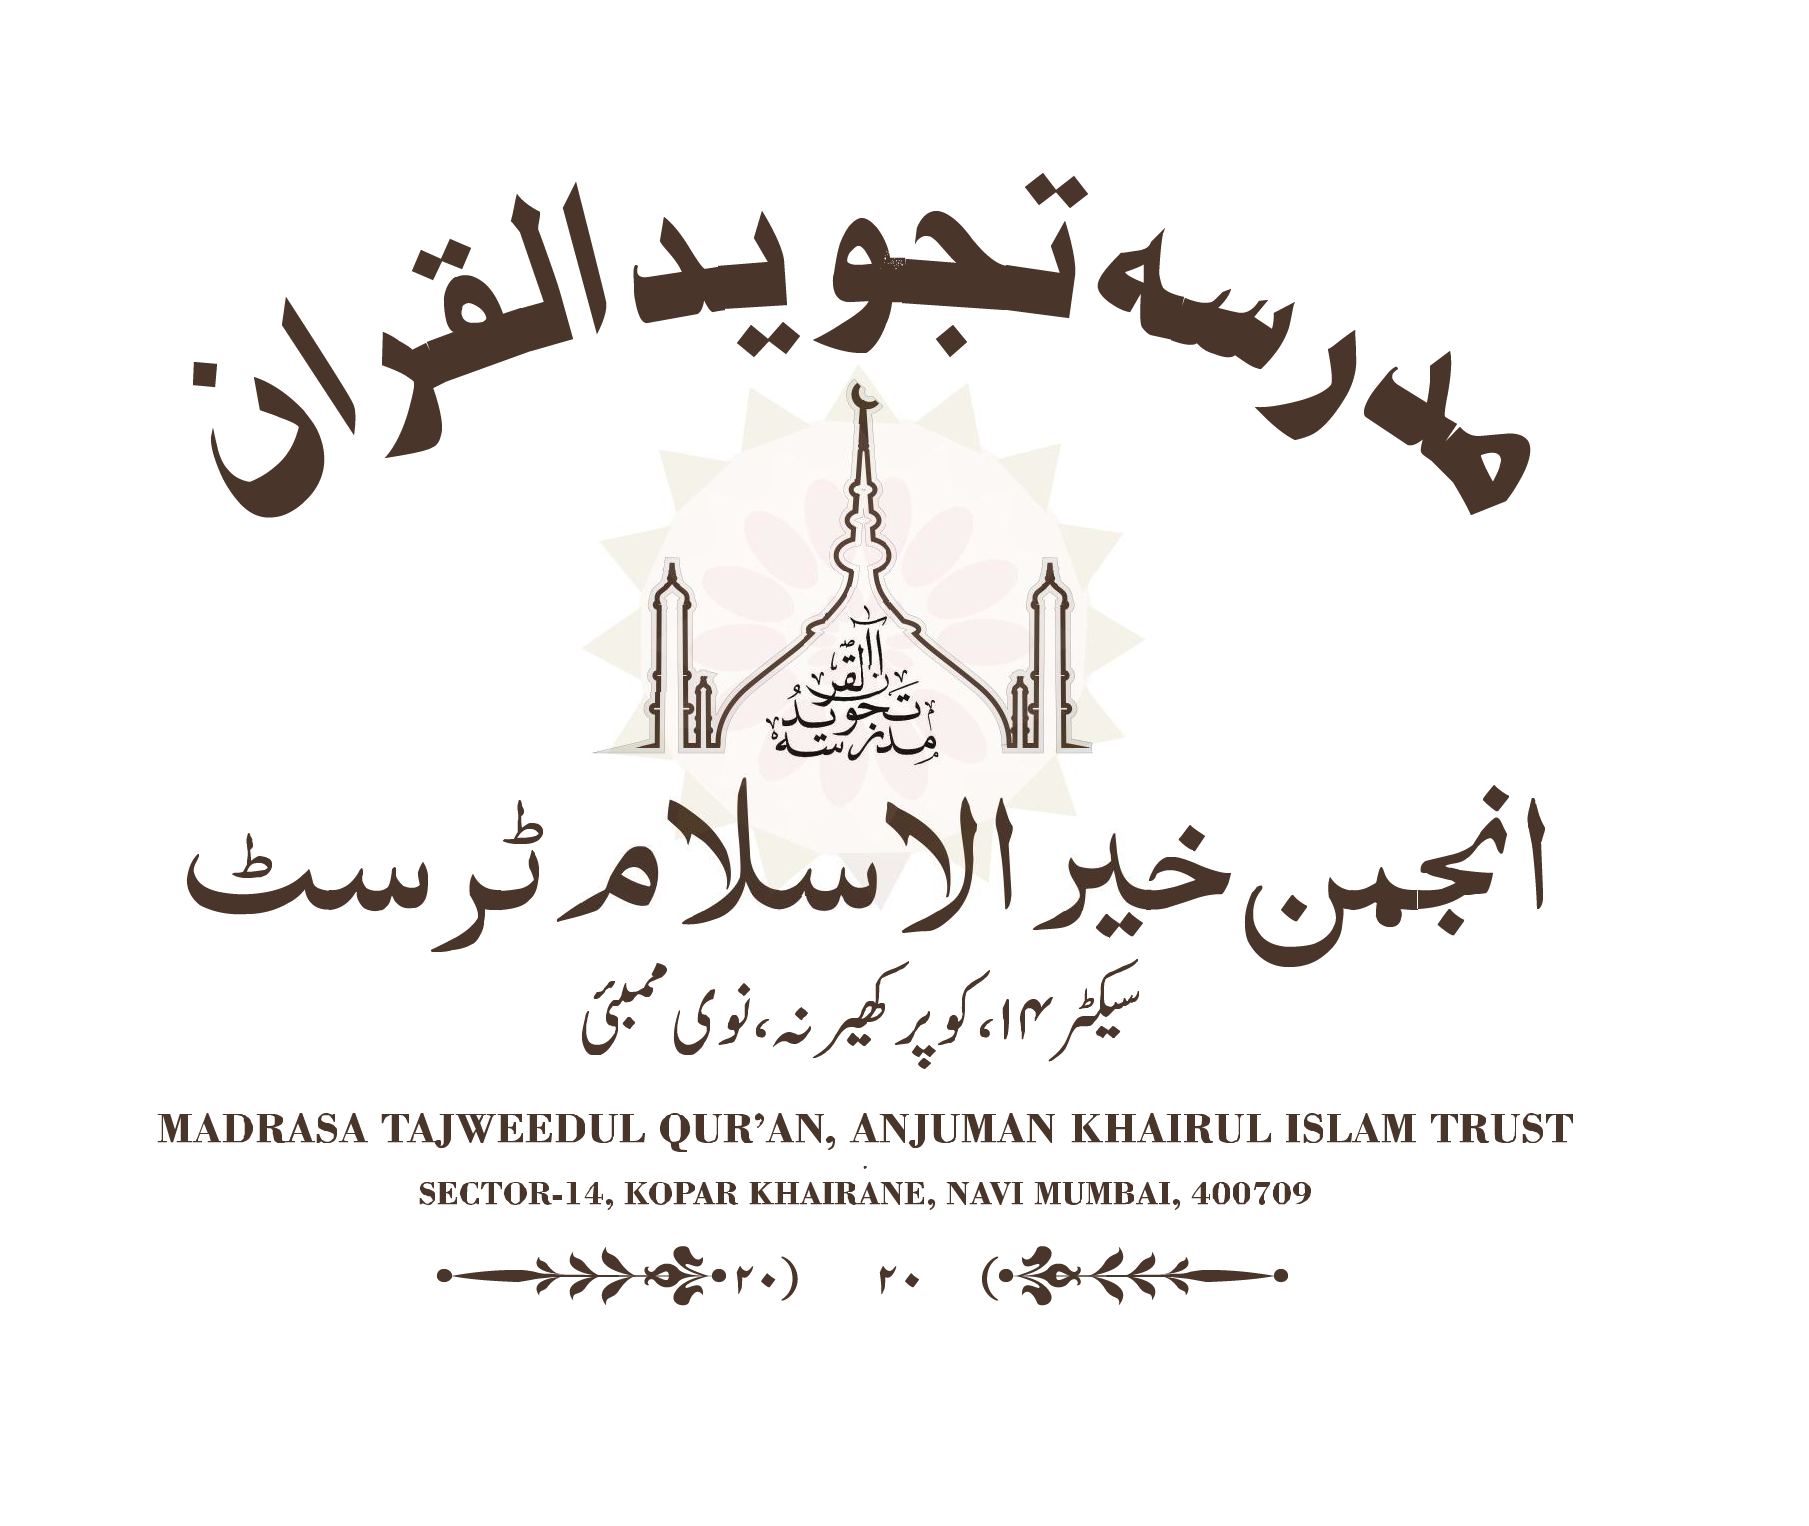 مدرسہ تجوید القران
القرآن
تجوید
مدرسہ
انجمن خیر الاسلام ٹرسٹ
سیکٹر ۱۴، کوپر کھیرنہ، نوی ممبئی
MADRASA TAJWEEDUL QUR’AN, ANJUMAN KHAIRUL ISLAM TRUST
SECTOR-14, KOPAR KHAIRANE, NAVI MUMBAI, 400709
۲۰) ۲۰ (